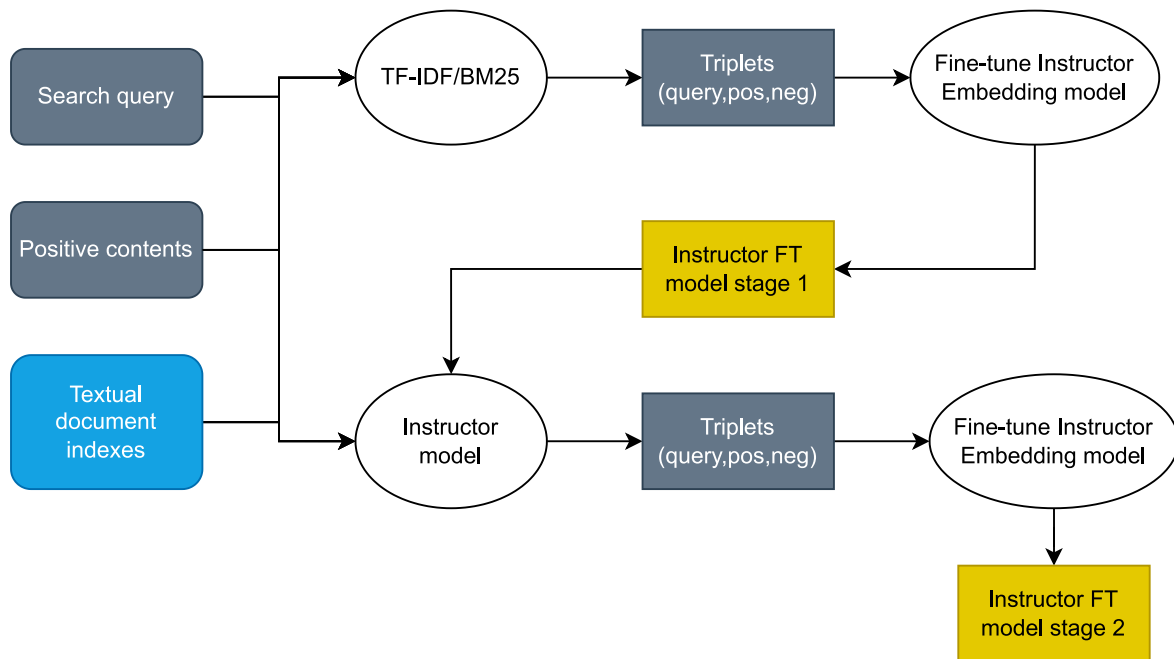 Search query
TF-IDF/BM25
Triplets
(query,pos,neg)
Fine-tune Instructor
Embedding model
Positive contents
Instructor FT
model stage 1
Textual
document
indexes
Instructor
model
Triplets
(query,pos,neg)
Fine-tune Instructor
Embedding model
Instructor FT
model stage 2